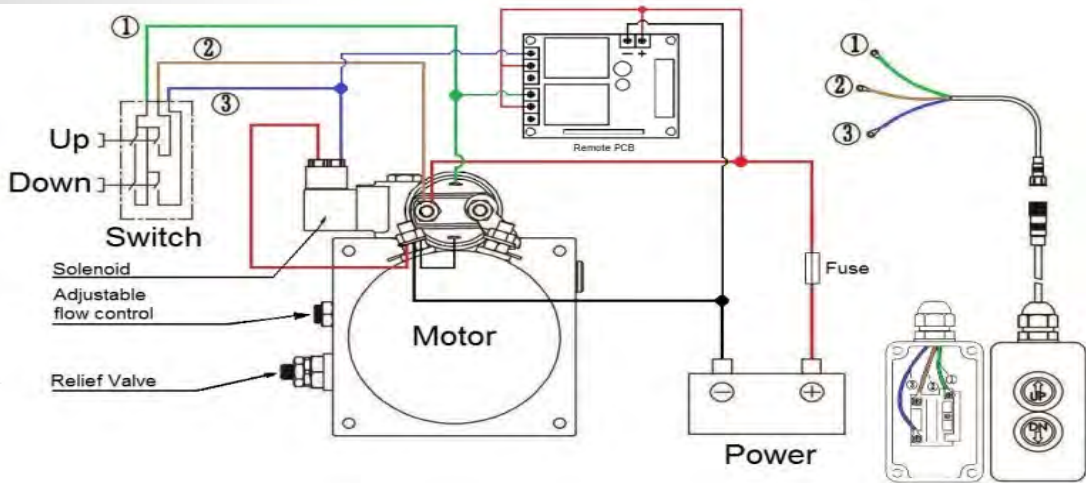 ①
②
③
Up
Down
Switch
− +
Remote PCB
Solenoid
Adjustable
flow control
Relief Valve
Motor
Fuse
− +
Power
①
②
③
UP
DN